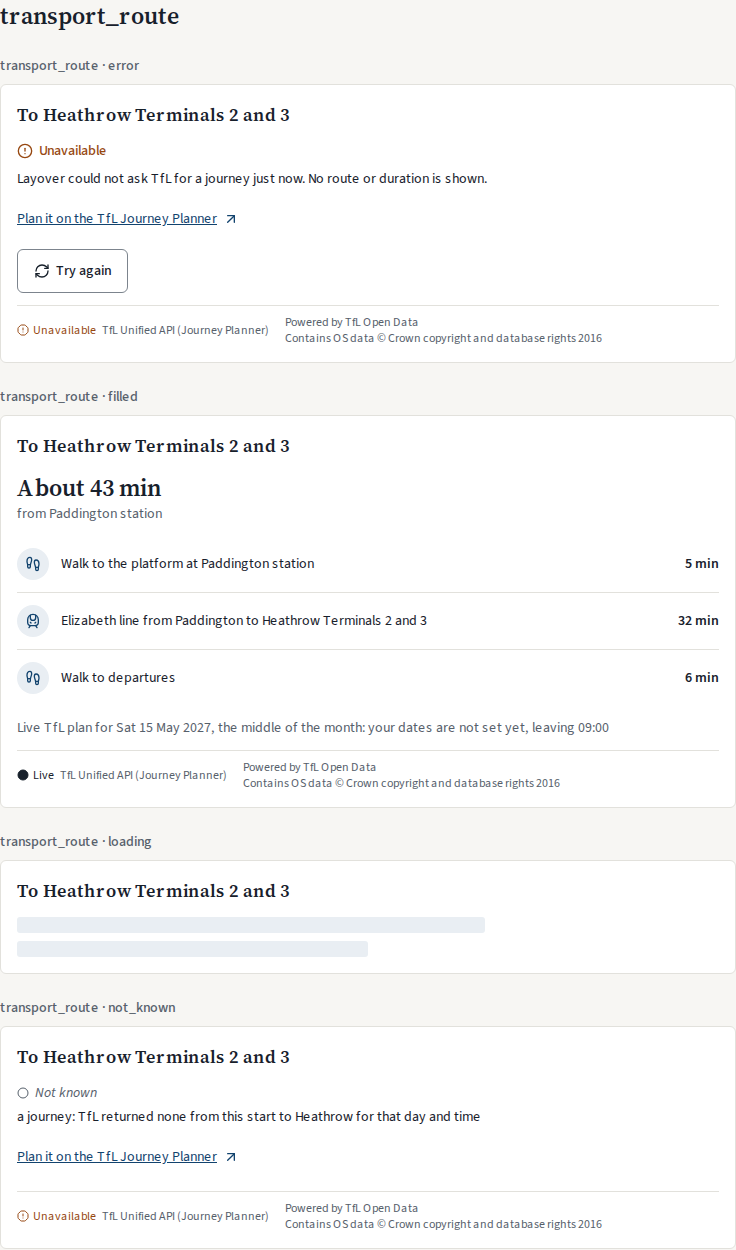 transport_route
transport_route · error
To Heathrow Terminals 2 and 3
Unavailable
Layover could not ask TfL for a journey just now. No route or duration is shown.
Plan it on the TfL Journey Planner
Try again
Unavailable TfL Unified API (Journey Planner)
Powered by TfL Open Data
Contains OS data © Crown copyright and database rights 2016
transport_route · filled
To Heathrow Terminals 2 and 3
About 43 min
from Paddington station
Walk to the platform at Paddington station 5 min
Elizabeth line from Paddington to Heathrow Terminals 2 and 3 32 min
Walk to departures 6 min
Live TfL plan for Sat 15 May 2027, the middle of the month: your dates are not set yet, leaving 09:00
Live TfL Unified API (Journey Planner)
Powered by TfL Open Data
Contains OS data © Crown copyright and database rights 2016
transport_route · loading
To Heathrow Terminals 2 and 3
transport_route · not_known
To Heathrow Terminals 2 and 3
Not known
a journey: TfL returned none from this start to Heathrow for that day and time
Plan it on the TfL Journey Planner
Unavailable TfL Unified API (Journey Planner)
Powered by TfL Open Data
Contains OS data © Crown copyright and database rights 2016